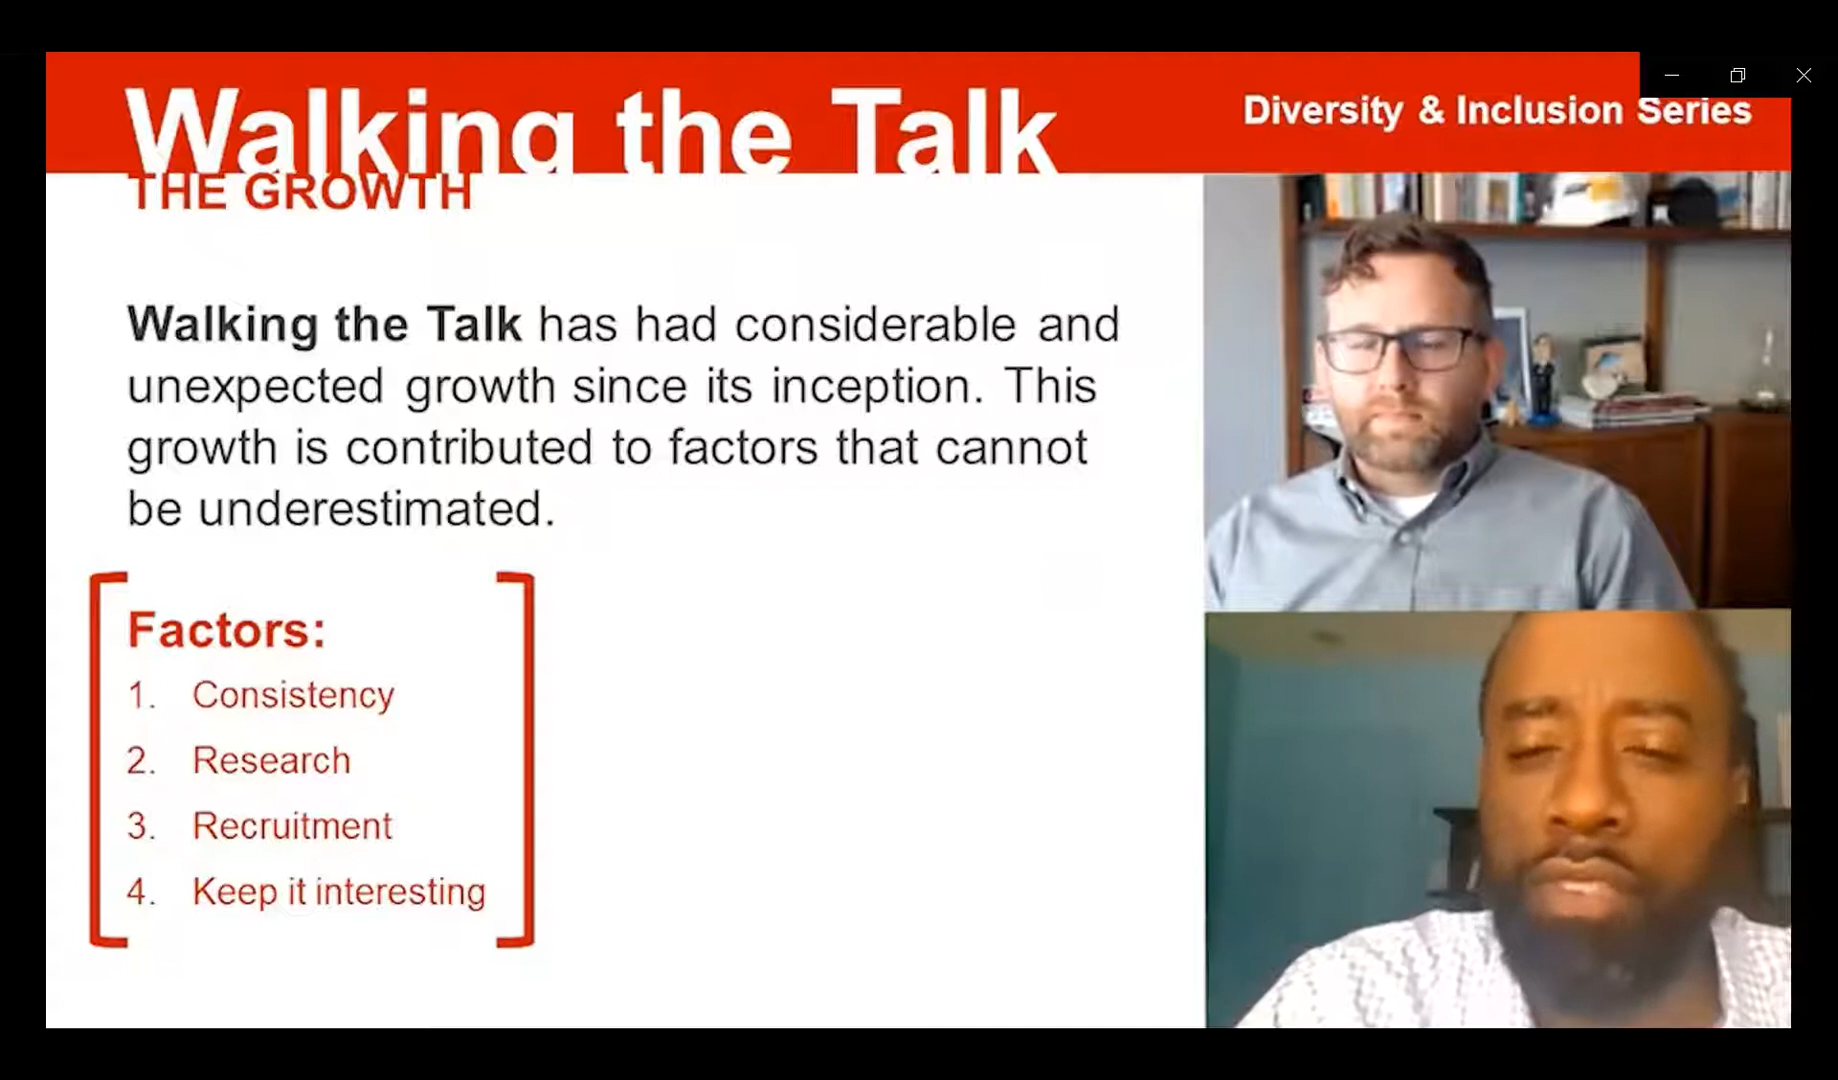 Walking the Talk
Diversity & Inclusion Series
THE GROWTH
Walking the Talk has had considerable and
unexpected growth since its inception. This
growth is contributed to factors that cannot
be underestimated.
Factors:
1. Consistency
2. Research
3. Recruitment
4. Keep it interesting